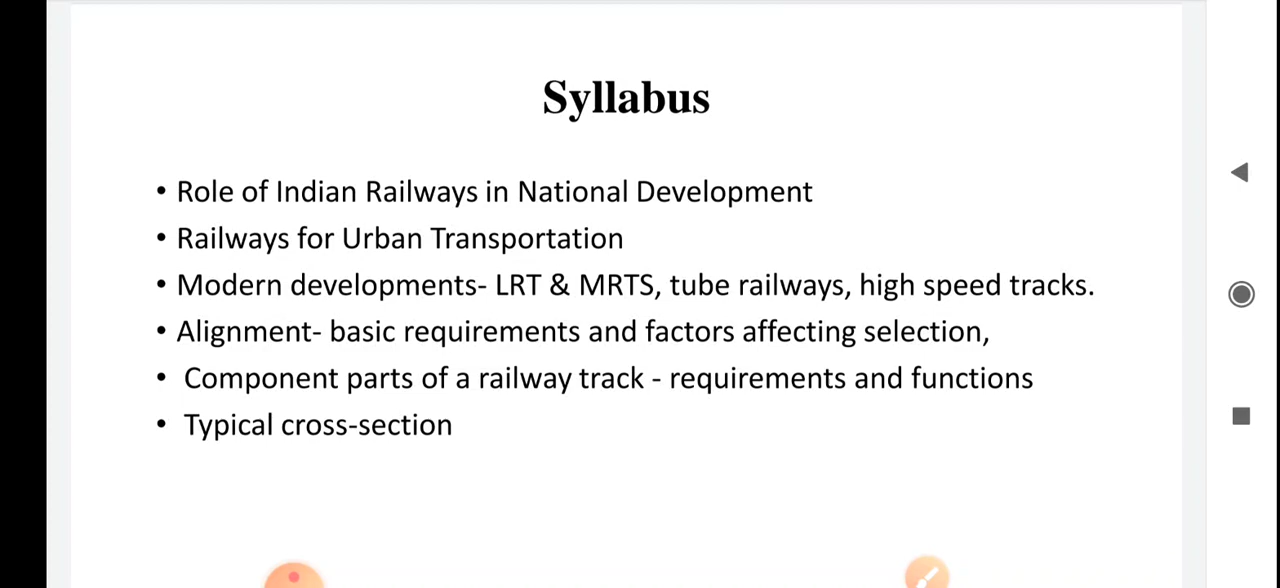 Syllabus
• Role of Indian Railways in National Development
• Railways for Urban Transportation
• Modern developments- LRT & MRTS, tube railways, high speed tracks.
• Alignment- basic requirements and factors affecting selection,
• Component parts of a railway track - requirements and functions
• Typical cross-section